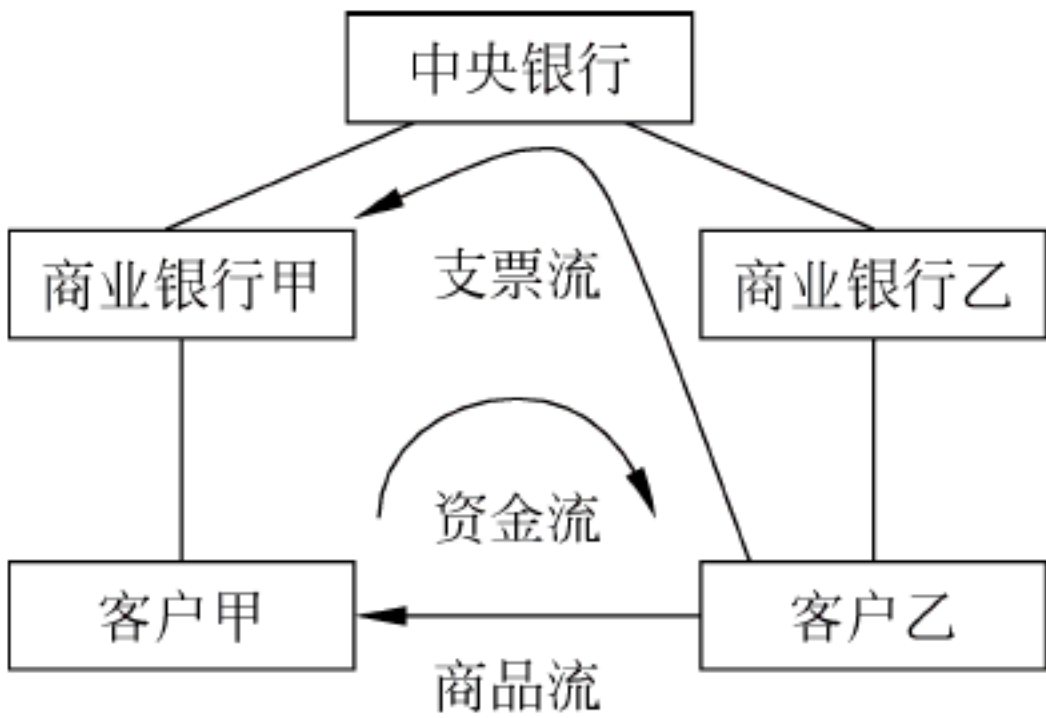 中央银行
商业银行甲
支票流
商业银行乙
资金流
客户甲
客户乙
商品流